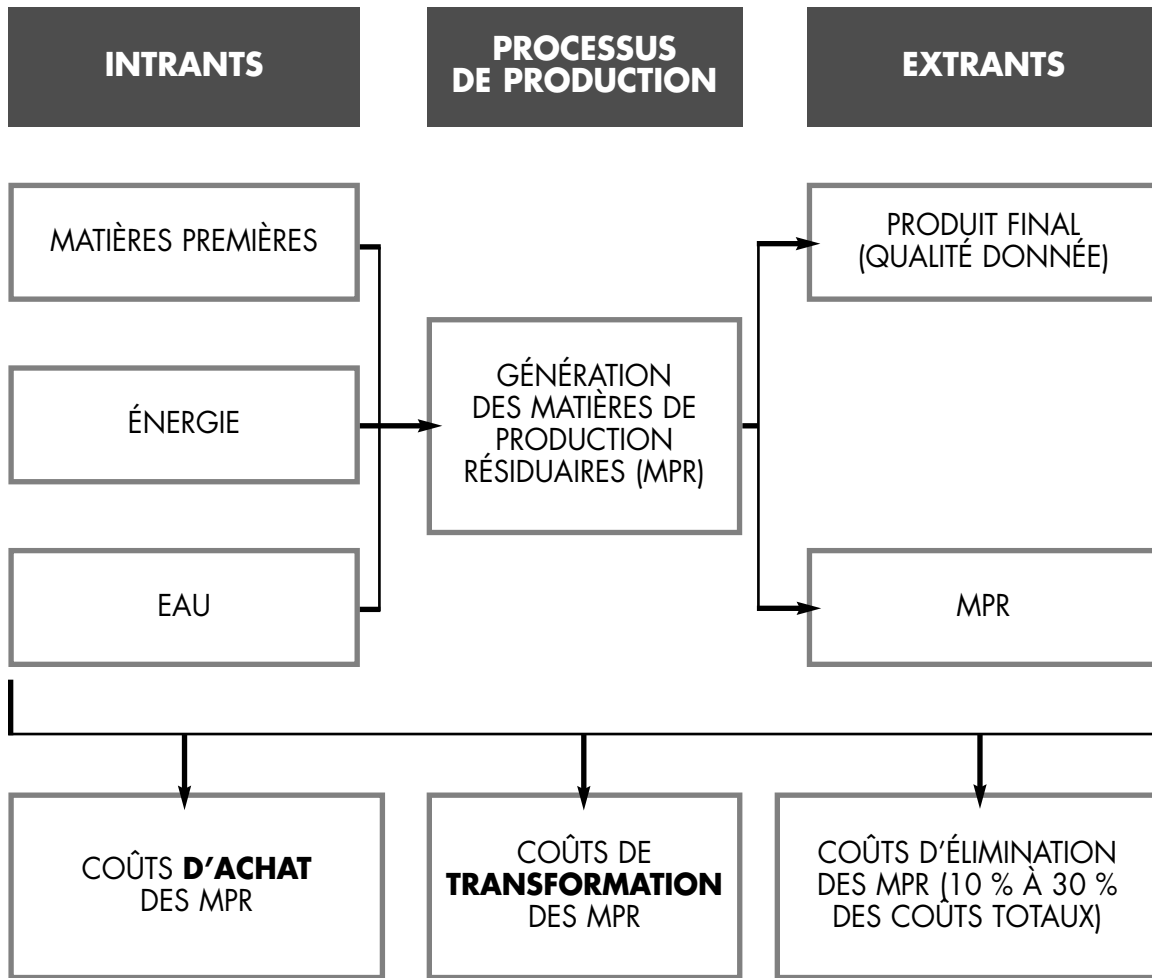 INTRANTS
PROCESSUS
DE PRODUCTION
EXTRANTS
MATIÈRES PREMIÈRES
ÉNERGIE
EAU
GÉNÉRATION
DES MATIÈRES DE
PRODUCTION
RÉSIDUAIRES (MPR)
PRODUIT FINAL
(QUALITÉ DONNÉE)
MPR
COÛTS D’ACHAT
DES MPR
COÛTS DE
TRANSFORMATION
DES MPR
COÛTS D’ÉLIMINATION
DES MPR (10 % À 30 %
DES COÛTS TOTAUX)